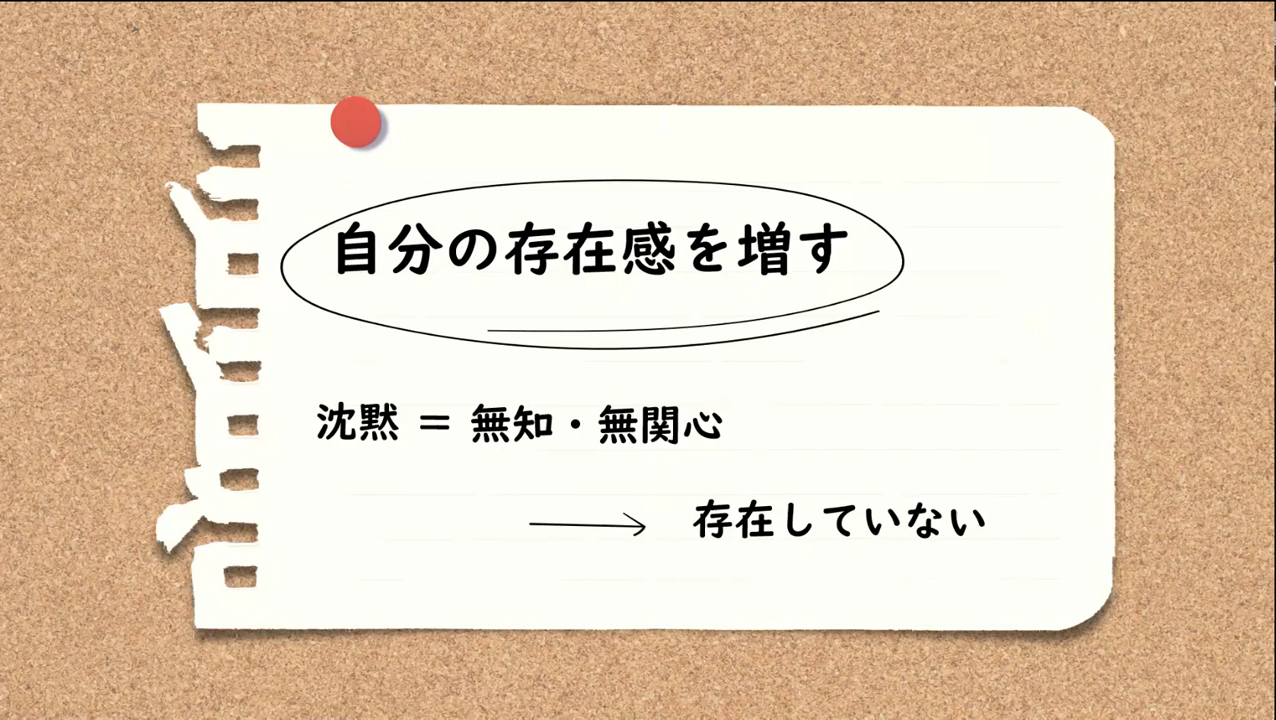 自分の存在感を増す
沈黙 = 無知・無関心
→ 存在していない